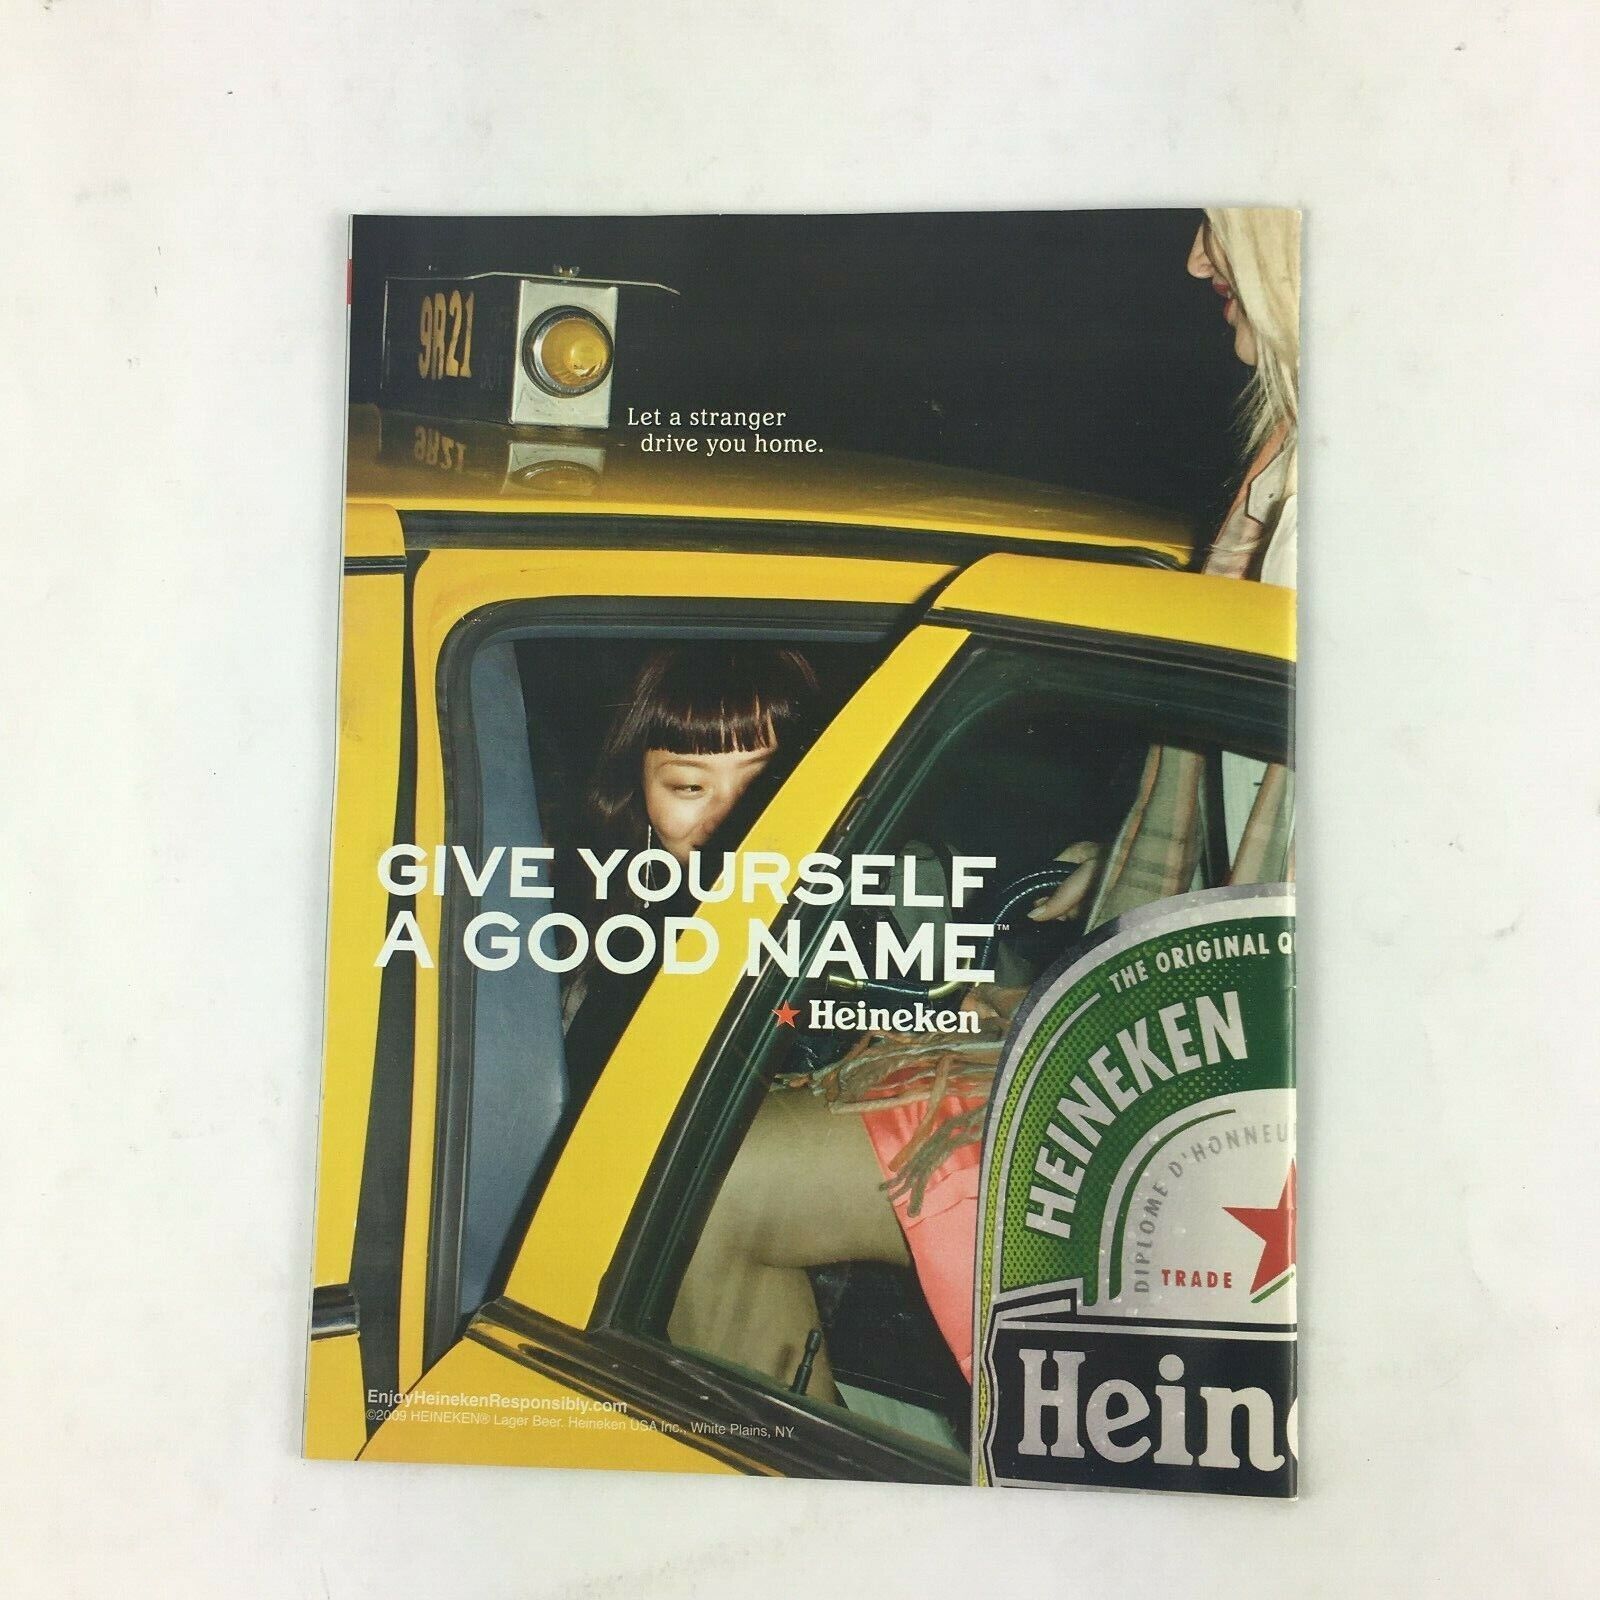 9R21
Let a stranger
drive you home.
GIVE YOURSELF
A GOOD NAME™
Heineken
THE ORIGINAL Q
HEINEKEN
DIPLOME D'HONNEU
TRADE
Hein
EnjoyHeinekenResponsibly.com
©2009 HEINEKEN® Lager Beer. Heineken USA Inc., White Plains, NY